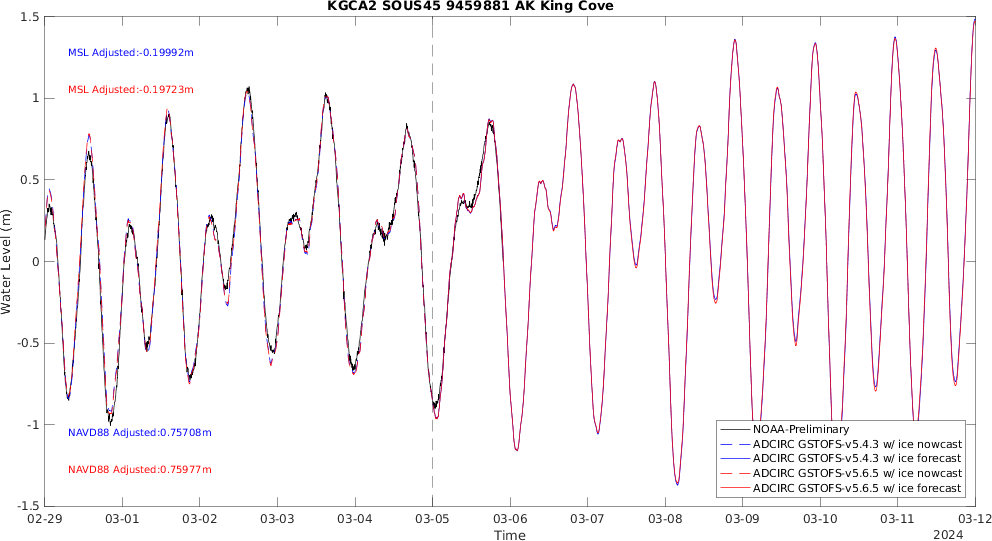 KGCA2 SOUS45 9459881 AK King Cove
1.5
1
0.5
0
-0.5
-1
-1.5
Water Level (m)
MSL Adjusted:-0.19992m
MSL Adjusted:-0.19723m
NAVD88 Adjusted:0.75708m
NAVD88 Adjusted:0.75977m
NOAA-Preliminary
ADCIRC GSTOFS-v5.4.3 w/ ice nowcast
ADCIRC GSTOFS-v5.4.3 w/ ice forecast
ADCIRC GSTOFS-v5.6.5 w/ ice nowcast
ADCIRC GSTOFS-v5.6.5 w/ ice forecast
02-29 03-01 03-02 03-03 03-04 03-05 03-06 03-07 03-08 03-09 03-10 03-11 03-12
Time
2024